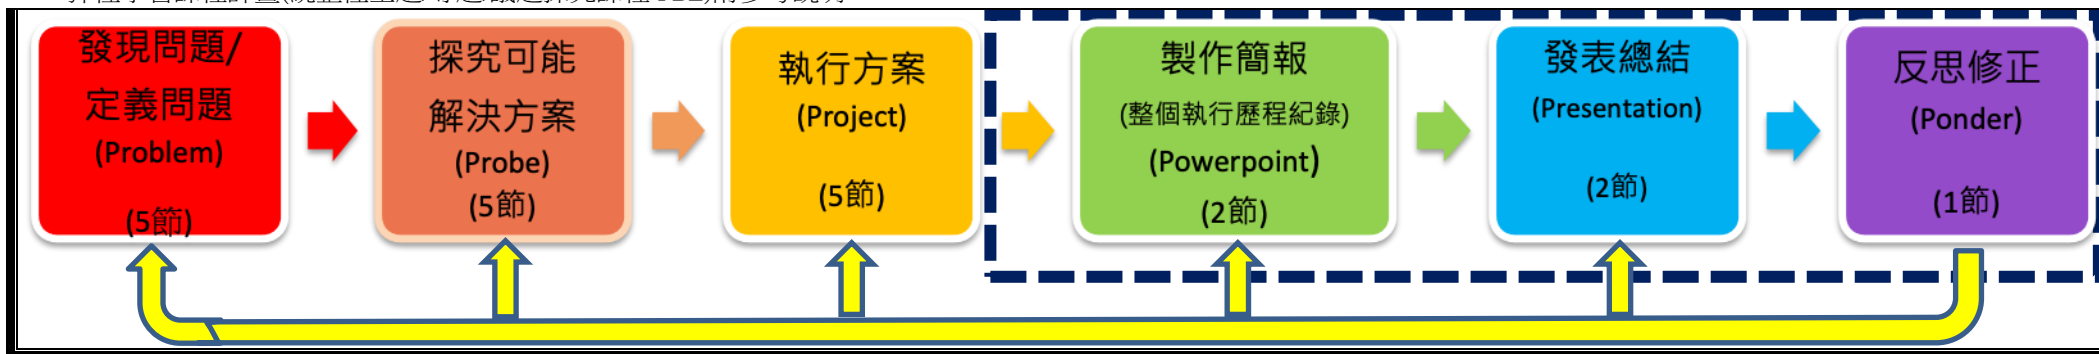 發現問題/
定義問題
(Problem)
(5節)
探究可能
解決方案
(Probe)
(5節)
執行方案
(Project)
(5節)
製作簡報
(整個執行歷程紀錄)
(Powerpoint)
(2節)
發表總結
(Presentation)
(2節)
反思修正
(Ponder)
(1節)